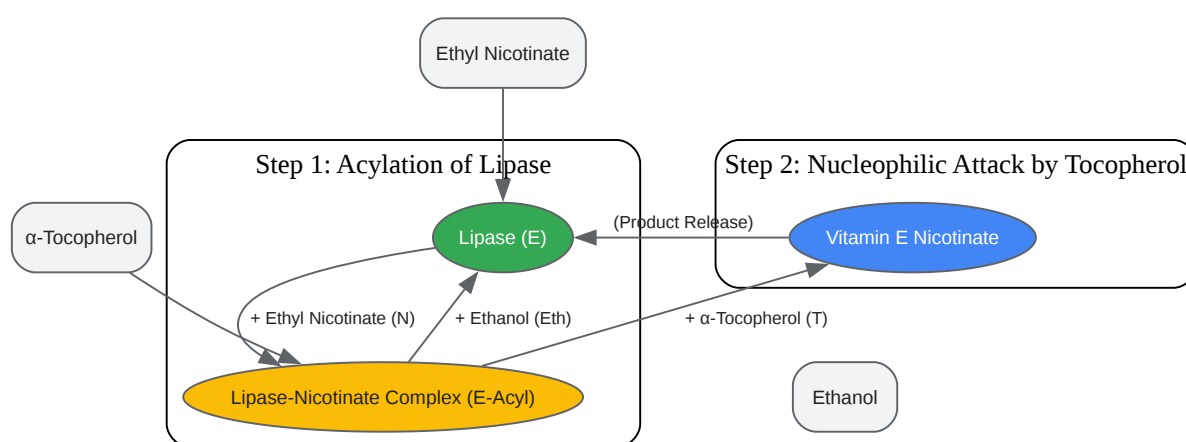 Ethyl Nicotinate
Step 1: Acylation of Lipase
Step 2: Nucleophilic Attack by Tocopherol
α-Tocopherol
Lipase (E)
(Product Release)
Vitamin E Nicotinate
+ Ethyl Nicotinate (N)
+ Ethanol (Eth)
+ α-Tocopherol (T)
Lipase-Nicotinate Complex (E-Acyl)
Ethanol